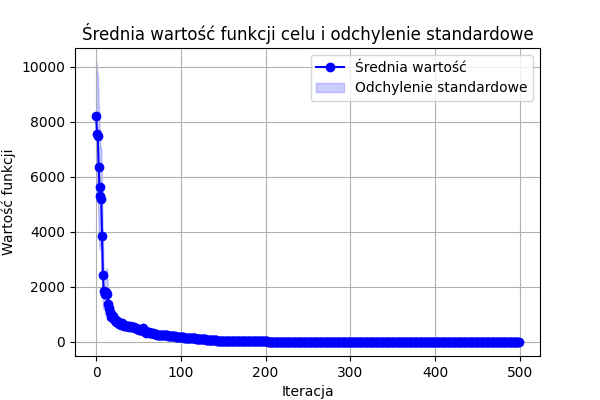 Średnia wartość funkcji celu i odchylenie standardowe
Średnia wartość
Odchylenie standardowe
Wartość funkcji
10000
8000
6000
4000
2000
0
0 100 200 300 400 500
Iteracja